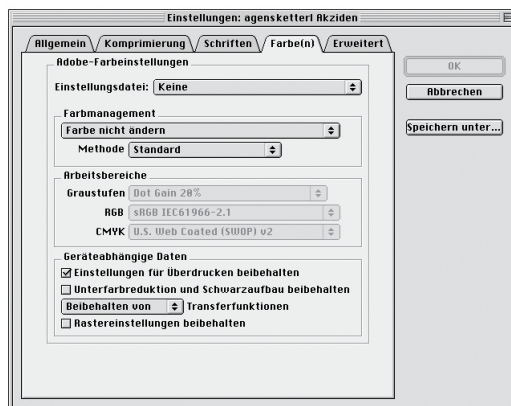 Einstellungen: agensketterl Akziden
Allgemein Komprimierung Schriften Farbe(n) Erweitert
Adobe-Farbeinstellungen
Einstellungsdatei: Keine
Farbmanagement
Farbe nicht ändern
Methode Standard
Arbeitsbereiche
Graustufen Dot Gain 20%
RGB sRGB IEC61966-2.1
CMYK U.S. Web Coated (SWOP) v2
Geräteabhängige Daten
Einstellungen für Überdrucken beibehalten
Unterfarbreduktion und Schwarzaufbau beibehalten
Beibehalten von Transferfunktionen
Rastereinstellungen beibehalten
OK
Abbrechen
Speichern unter...